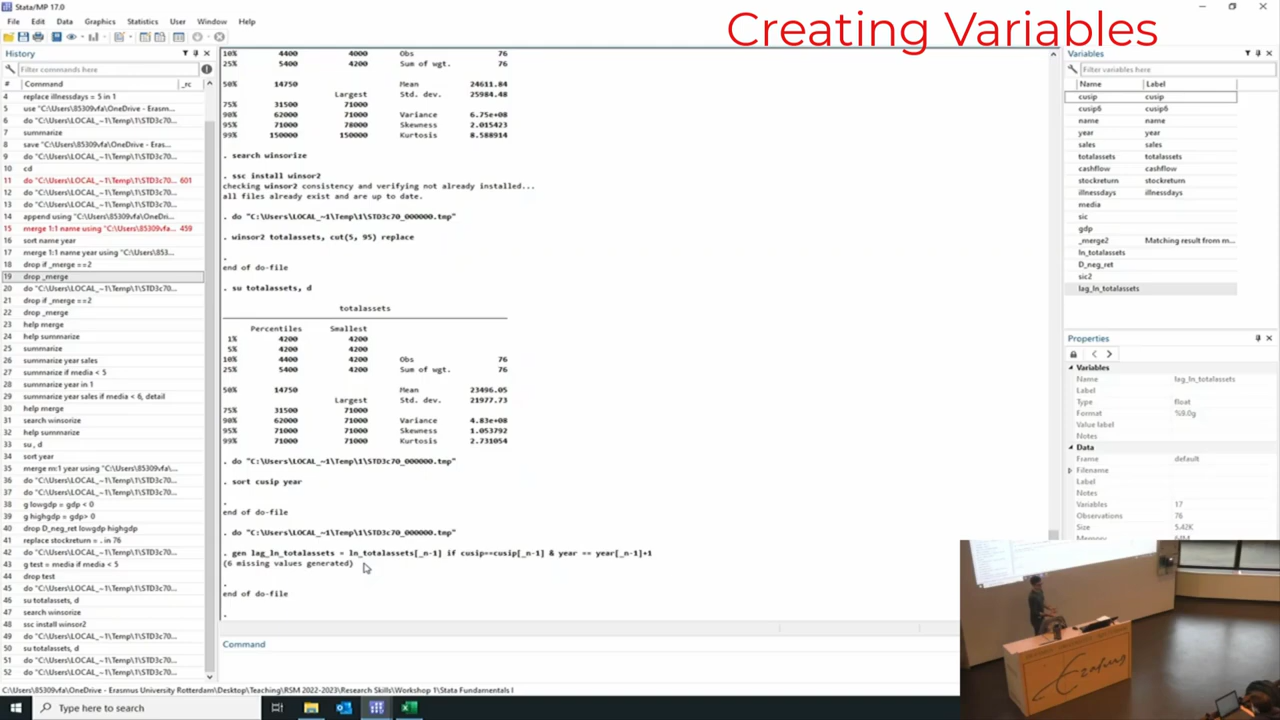 Stata/MP 17.0
Creating Variables
File Edit Data Graphics Statistics User Window Help
History
Filter commands here
# Command _rc
4 replace illnessdays = 5 in 1
5 use "C:\Users\85309vfa\OneDrive - Erasm...
6 do "C:\Users\LOCAL_~1\Temp\1\STD3c70...
7 summarize
8 save "C:\Users\85309vfa\OneDrive - Eras...
9 do "C:\Users\LOCAL_~1\Temp\1\STD3c70...
10 cd
11 do "C:\Users\LOCAL_~1\Temp\1\STD3c70... 601
12 do "C:\Users\LOCAL_~1\Temp\1\STD3c70...
13 do "C:\Users\LOCAL_~1\Temp\1\STD3c70...
14 append using "C:\Users\85309vfa\OneDri...
15 merge 1:1 name using "C:\Users\85309vfa... 459
16 sort name year
17 merge 1:1 name year using "C:\Users\853...
18 drop if _merge ==2
19 drop _merge
20 do "C:\Users\LOCAL_~1\Temp\1\STD3c70...
21 drop if _merge ==2
22 drop _merge
23 help merge
24 help summarize
25 summarize
26 summarize year sales
27 summarize if media < 5
28 summarize year in 1
29 summarize year sales if media < 6, detail
30 help merge
31 search winsorize
32 help summarize
33 su , d
34 sort year
35 merge m:1 year using "C:\Users\85309vfa\...
36 do "C:\Users\LOCAL_~1\Temp\1\STD3c70...
37 do "C:\Users\LOCAL_~1\Temp\1\STD3c70...
38 g lowgdp = gdp < 0
39 g highgdp = gdp> 0
40 drop D_neg_ret lowgdp highgdp
41 replace stockreturn = . in 76
42 do "C:\Users\LOCAL_~1\Temp\1\STD3c70...
43 g test = media if media < 5
44 drop test
45 do "C:\Users\LOCAL_~1\Temp\1\STD3c70...
46 su totalassets, d
47 search winsorize
48 ssc install winsor2
49 do "C:\Users\LOCAL_~1\Temp\1\STD3c70...
50 su totalassets, d
51 do "C:\Users\LOCAL_~1\Temp\1\STD3c70...
52 do "C:\Users\LOCAL_~1\Temp\1\STD3c70...
10% 4400 4000 Obs 76
25% 5400 4200 Sum of wgt. 76
50% 14750 Mean 24611.84
Largest Std. dev. 25984.48
75% 31500 71000
90% 62000 71000 Variance 6.75e+08
95% 71000 78000 Skewness 2.015423
99% 150000 150000 Kurtosis 8.588914
. search winsorize
. ssc install winsor2
checking winsor2 consistency and verifying not already installed...
all files already exist and are up to date.
. do "C:\Users\LOCAL_~1\Temp\1\STD3c70_000000.tmp"
. winsor2 totalassets, cut(5, 95) replace
.
end of do-file
. su totalassets, d
totalassets
Percentiles Smallest
1% 4200 4200
5% 4200 4200
10% 4400 4200 Obs 76
25% 5400 4200 Sum of wgt. 76
50% 14750 Mean 23496.05
Largest Std. dev. 21977.73
75% 31500 71000
90% 62000 71000 Variance 4.83e+08
95% 71000 71000 Skewness 1.053792
99% 71000 71000 Kurtosis 2.731054
. do "C:\Users\LOCAL_~1\Temp\1\STD3c70_000000.tmp"
. sort cusip year
.
end of do-file
. do "C:\Users\LOCAL_~1\Temp\1\STD3c70_000000.tmp"
. gen lag_ln_totalassets = ln_totalassets[_n-1] if cusip==cusip[_n-1] & year == year[_n-1]+1
(6 missing values generated)
.
end of do-file
.
Command
Variables
Filter variables here
Name Label
cusip cusip
cusip6 cusip6
name name
year year
sales sales
totalassets totalassets
cashflow cashflow
stockreturn stockreturn
illnessdays illnessdays
media
sic
gdp
_merge2 Matching result from m...
ln_totalassets
D_neg_ret
sic2
lag_ln_totalassets
Properties
Variables
Name lag_ln_totalassets
Label
Type float
Format %9.0g
Value label
Notes
Data
Frame default
Filename
Label
Notes
Variables 17
Observations 76
Size 5.42K
Memory 64M
Erasmus
C:\Users\85309vfa\OneDrive - Erasmus University Rotterdam\Desktop\Teaching\RSM 2022-2023\Research Skills\Workshop 1\Stata Fundamentals I
Type here to search